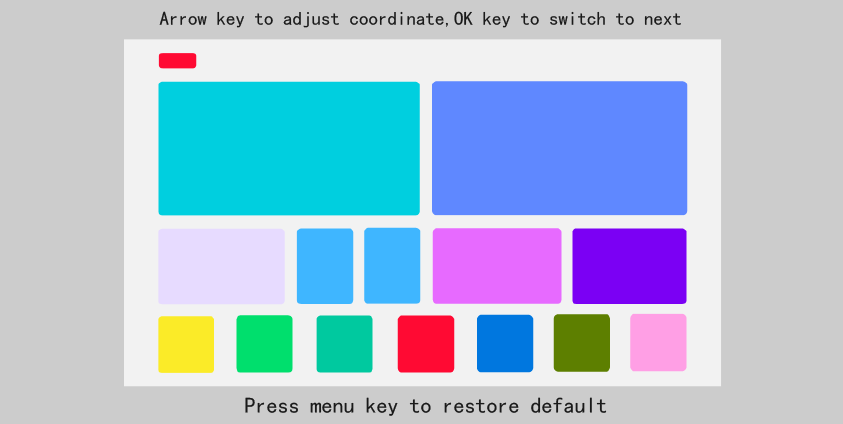 Arrow key to adjust coordinate,OK key to switch to next
Press menu key to restore default